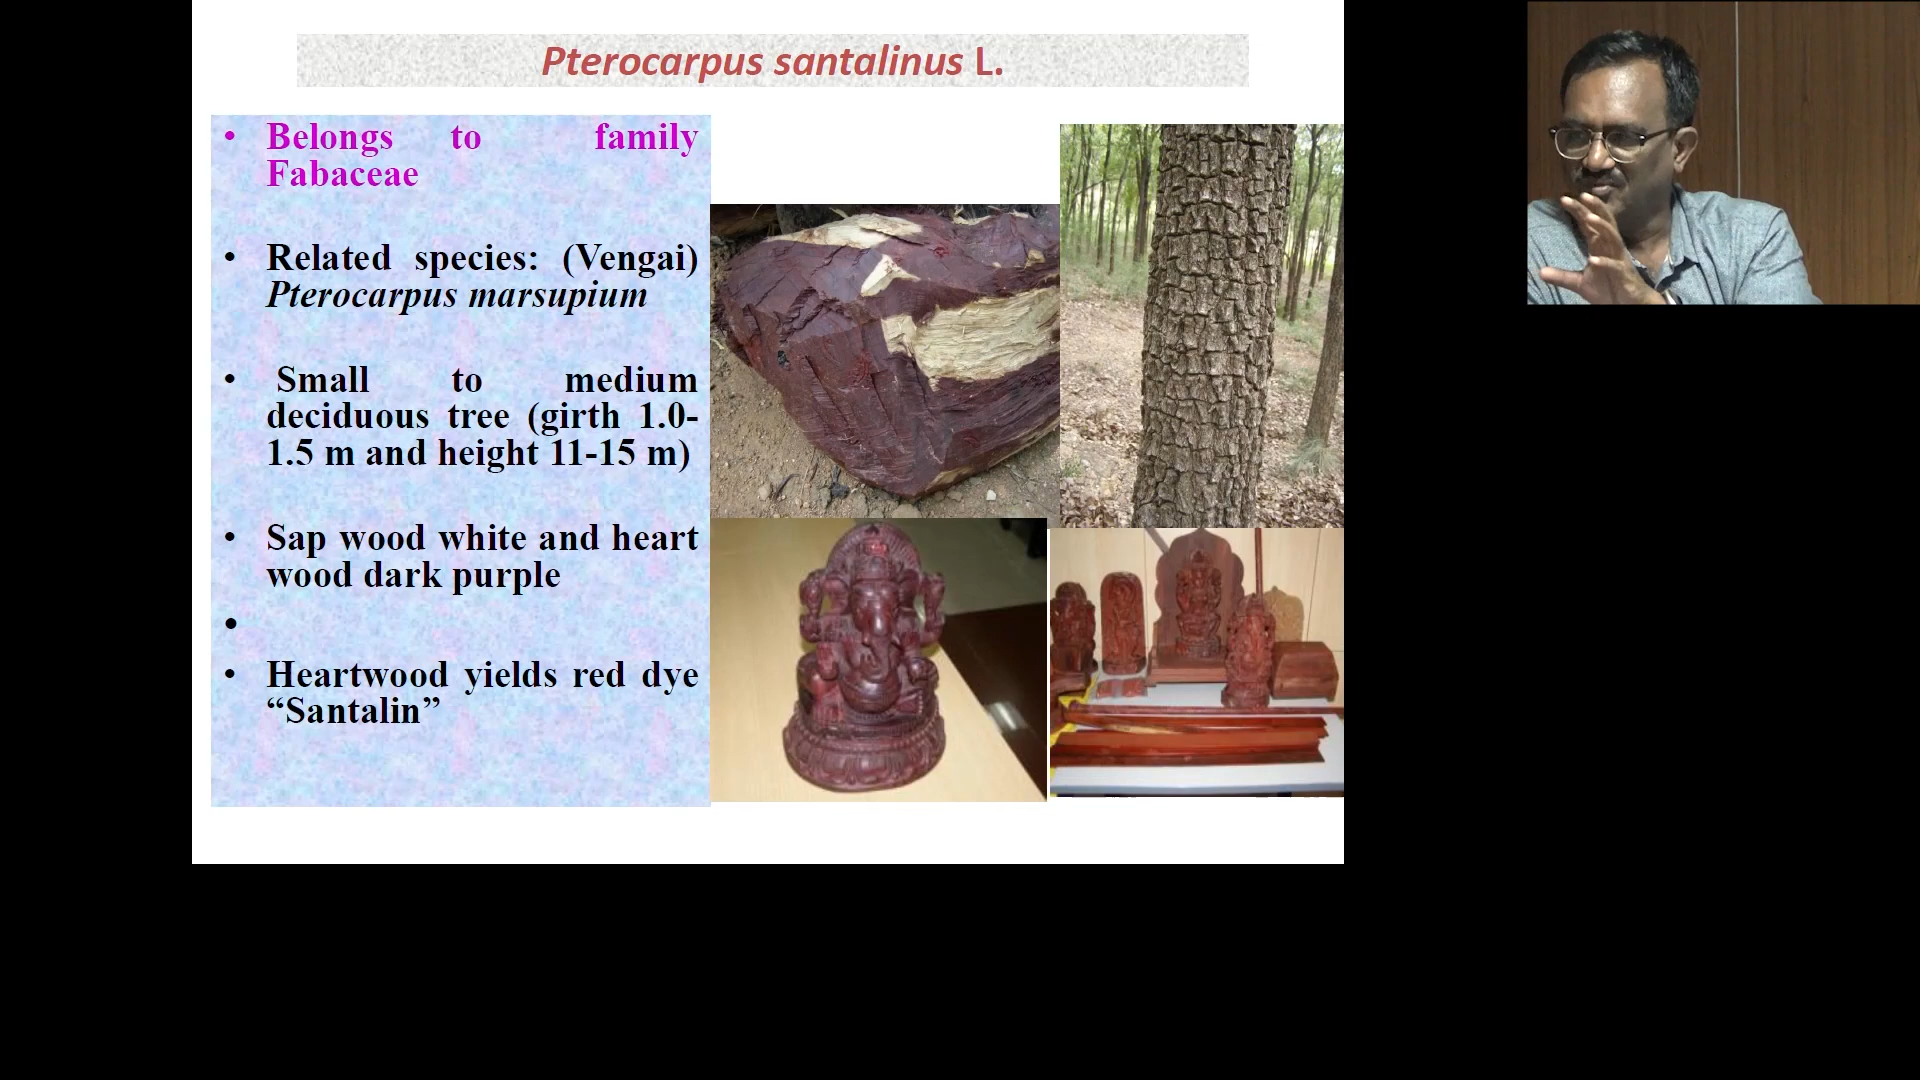 Pterocarpus santalinus L.
• Belongs to family
Fabaceae
• Related species: (Vengai)
Pterocarpus marsupium
• Small to medium
deciduous tree (girth 1.0-
1.5 m and height 11-15 m)
• Sap wood white and heart
wood dark purple
•
• Heartwood yields red dye
“Santalin”